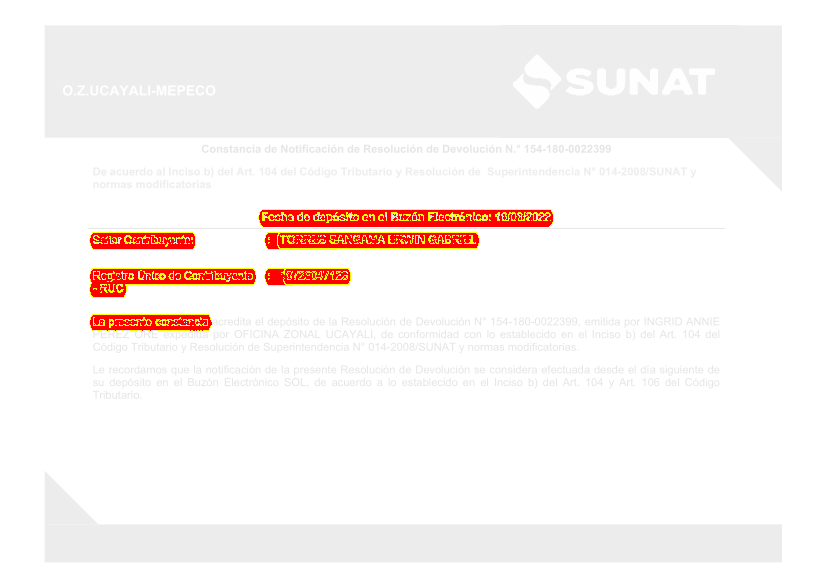 SUNAT
O.Z.UCAYALI-MEPECO
Constancia de Notificación de Resolución de Devolución N.° 154-180-0022399
De acuerdo al Inciso b) del Art. 104 del Código Tributario y Resolución de Superintendencia N° 014-2008/SUNAT y
normas modificatorias
Fecha de depósito en el Buzón Electrónico:
Señor Contribuyente: : TORRES SANGAMA ERWIN GABRIEL
Registro Único de Contribuyente :
- RUC
La presente constancia acredita el depósito de la Resolución de Devolución N° 154-180-0022399, emitida por INGRID ANNIE
PEREZ ORE expedida por OFICINA ZONAL UCAYALI, de conformidad con lo establecido en el Inciso b) del Art. 104 del
Código Tributario y Resolución de Superintendencia N° 014-2008/SUNAT y normas modificatorias.
Le recordamos que la notificación de la presente Resolución de Devolución se considera efectuada desde el día siguiente de
su depósito en el Buzón Electrónico SOL, de acuerdo a lo establecido en el Inciso b) del Art. 104 y Art. 106 del Código
Tributario.